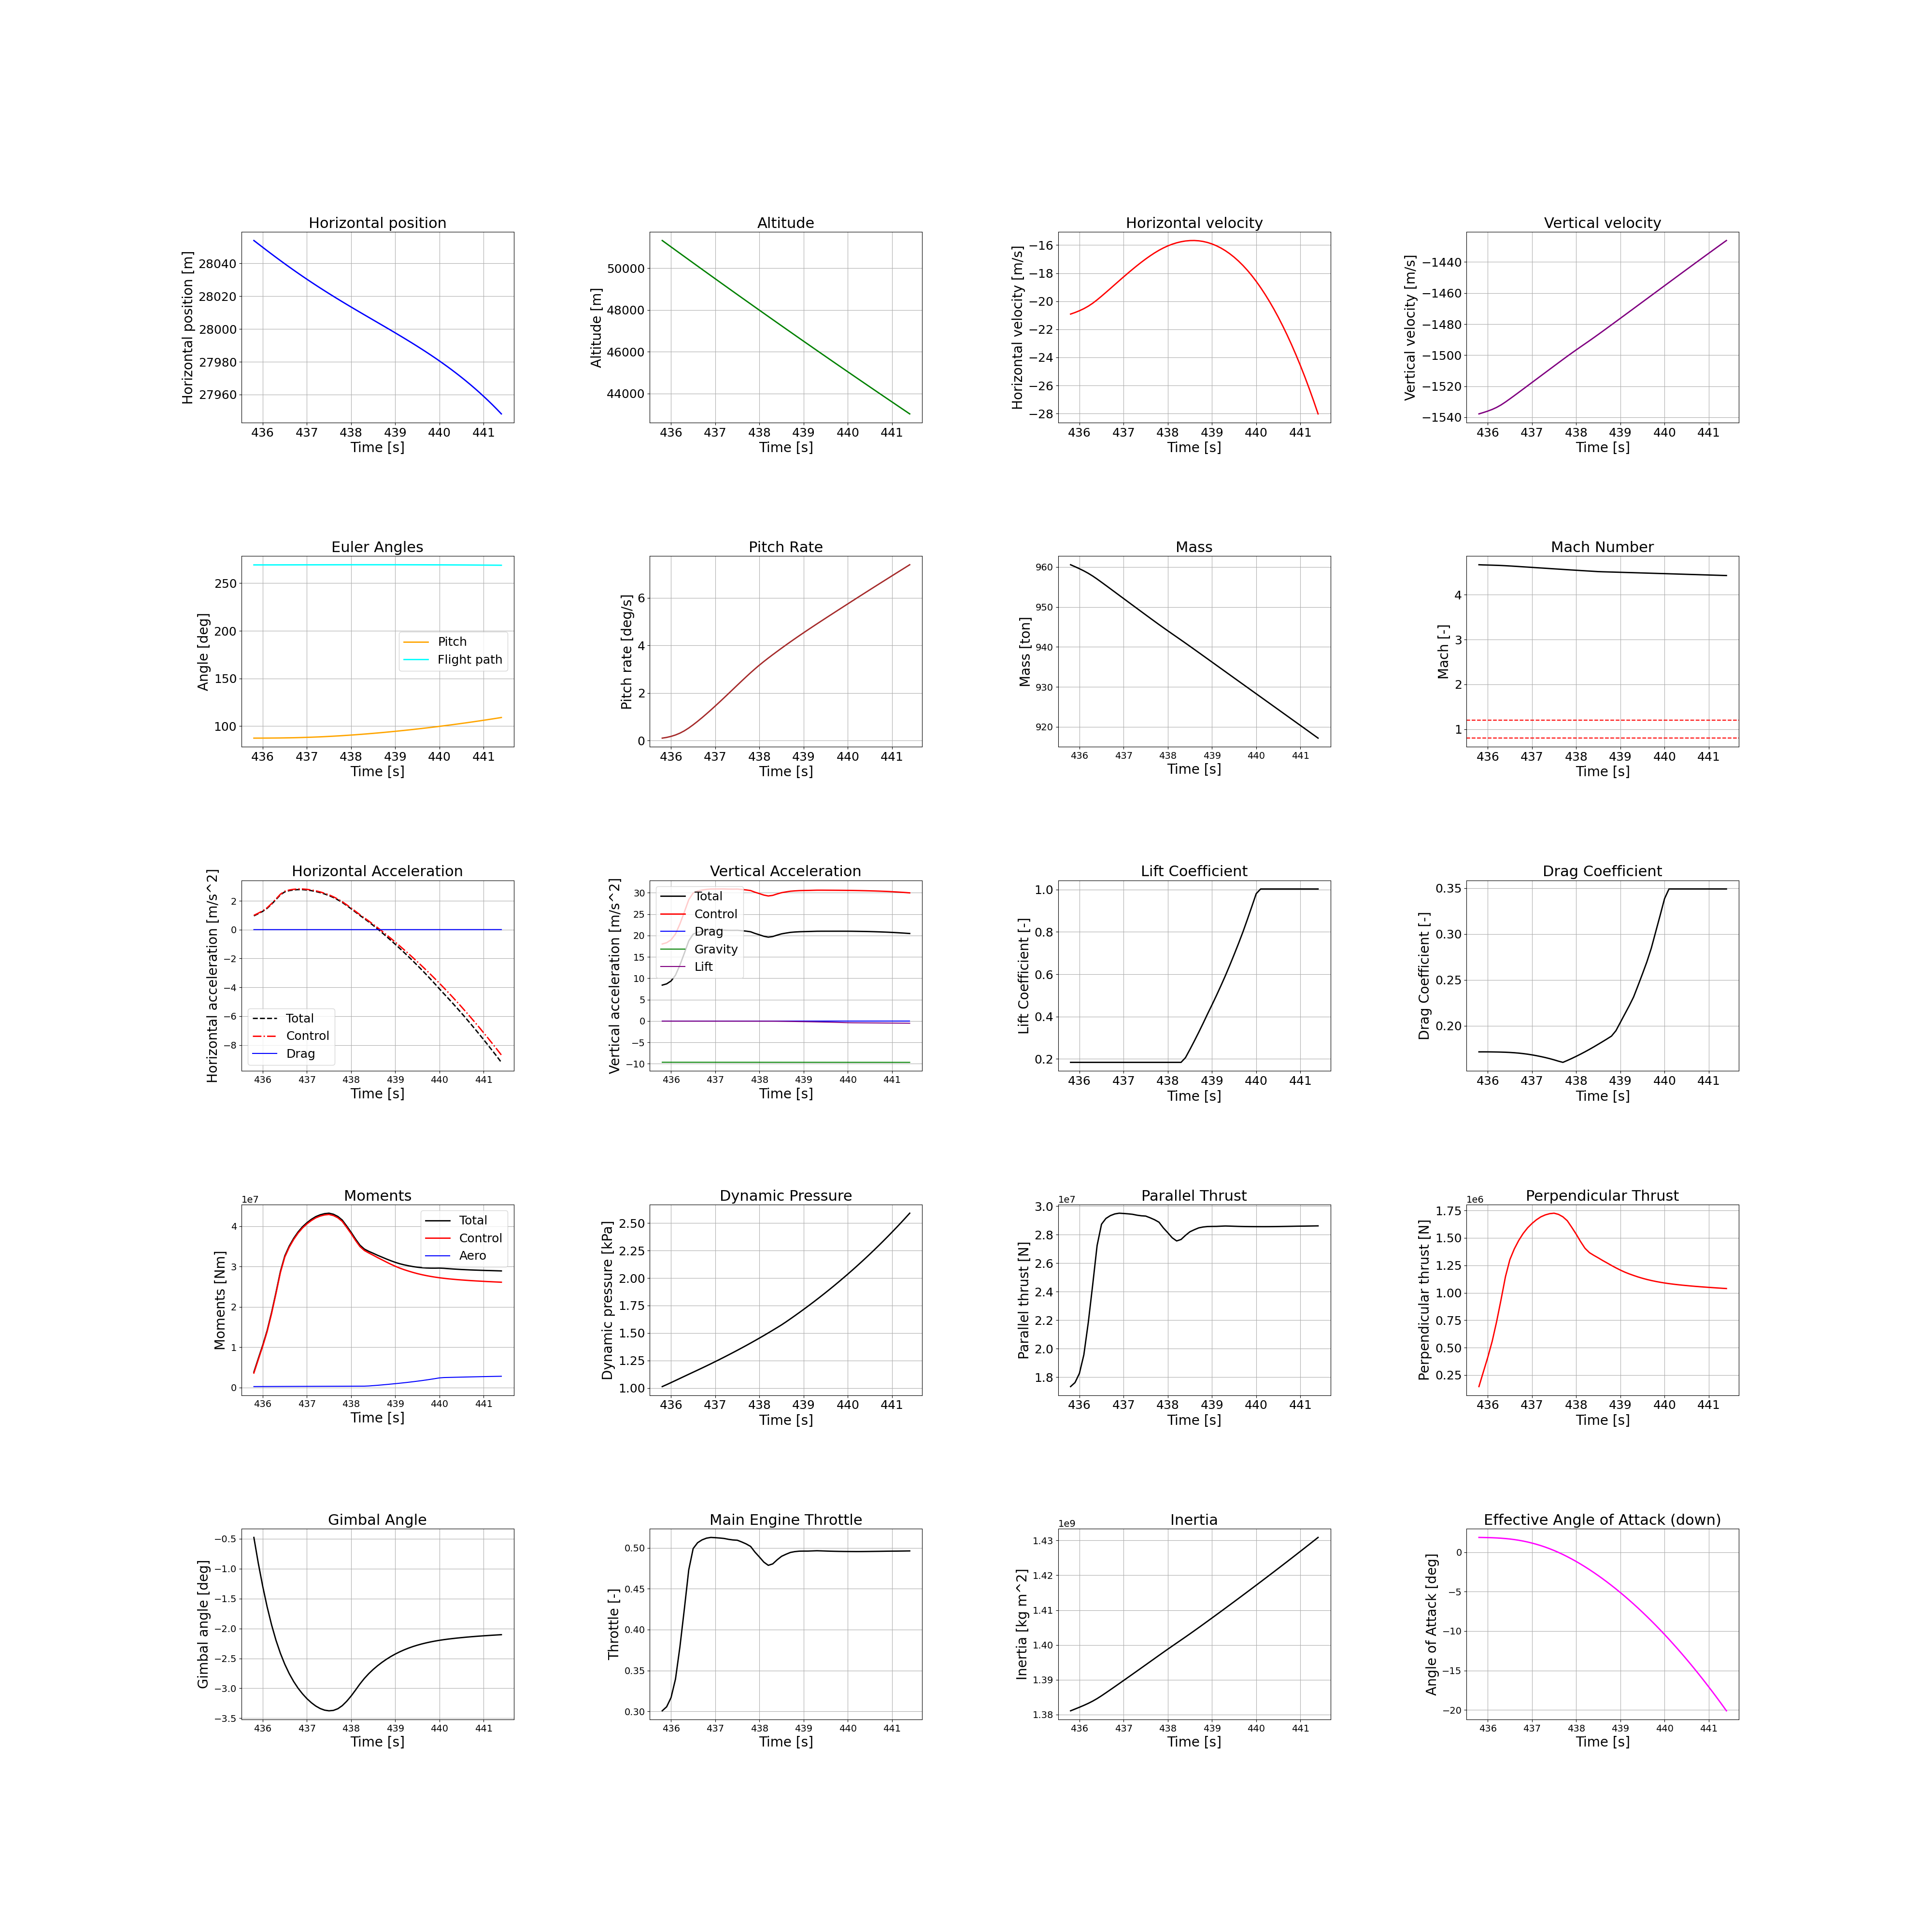 Horizontal position
Horizontal position [m]
28040
28020
28000
27980
27960
436 437 438 439 440 441
Time [s]
Altitude
Altitude [m]
50000
48000
46000
44000
436 437 438 439 440 441
Time [s]
Horizontal velocity
Horizontal velocity [m/s]
−16
−18
−20
−22
−24
−26
−28
436 437 438 439 440 441
Time [s]
Vertical velocity
Vertical velocity [m/s]
−1440
−1460
−1480
−1500
−1520
−1540
436 437 438 439 440 441
Time [s]
Euler Angles
Angle [deg]
250
200
150
100
Pitch
Flight path
436 437 438 439 440 441
Time [s]
Pitch Rate
Pitch rate [deg/s]
6
4
2
0
436 437 438 439 440 441
Time [s]
Mass
Mass [ton]
960
950
940
930
920
436 437 438 439 440 441
Time [s]
Mach Number
Mach [-]
4
3
2
1
436 437 438 439 440 441
Time [s]
Horizontal Acceleration
Horizontal acceleration [m/s^2]
2
0
−2
−4
−6
−8
Total
Control
Drag
436 437 438 439 440 441
Time [s]
Vertical Acceleration
Vertical acceleration [m/s^2]
30
25
20
15
10
5
0
−5
−10
Total
Control
Drag
Gravity
Lift
436 437 438 439 440 441
Time [s]
Lift Coefficient
Lift Coefficient [-]
1.0
0.8
0.6
0.4
0.2
436 437 438 439 440 441
Time [s]
Drag Coefficient
Drag Coefficient [-]
0.35
0.30
0.25
0.20
436 437 438 439 440 441
Time [s]
Moments
1e7
Moments [Nm]
4
3
2
1
0
Total
Control
Aero
436 437 438 439 440 441
Time [s]
Dynamic Pressure
Dynamic pressure [kPa]
2.50
2.25
2.00
1.75
1.50
1.25
1.00
436 437 438 439 440 441
Time [s]
Parallel Thrust
1e7
Parallel thrust [N]
3.0
2.8
2.6
2.4
2.2
2.0
1.8
436 437 438 439 440 441
Time [s]
Perpendicular Thrust
1e6
Perpendicular thrust [N]
1.75
1.50
1.25
1.00
0.75
0.50
0.25
436 437 438 439 440 441
Time [s]
Gimbal Angle
Gimbal angle [deg]
−0.5
−1.0
−1.5
−2.0
−2.5
−3.0
−3.5
436 437 438 439 440 441
Time [s]
Main Engine Throttle
Throttle [-]
0.50
0.45
0.40
0.35
0.30
436 437 438 439 440 441
Time [s]
Inertia
1e9
Inertia [kg m^2]
1.43
1.42
1.41
1.40
1.39
1.38
436 437 438 439 440 441
Time [s]
Effective Angle of Attack (down)
Angle of Attack [deg]
0
−5
−10
−15
−20
436 437 438 439 440 441
Time [s]